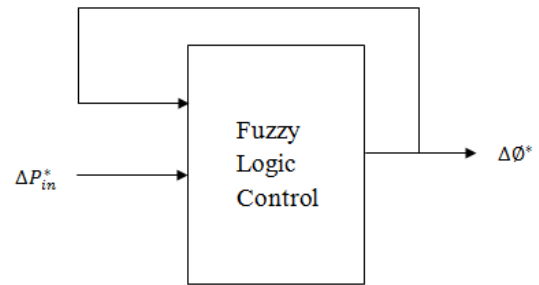 Fuzzy
Logic
Control
ΔP*in
ΔØ*